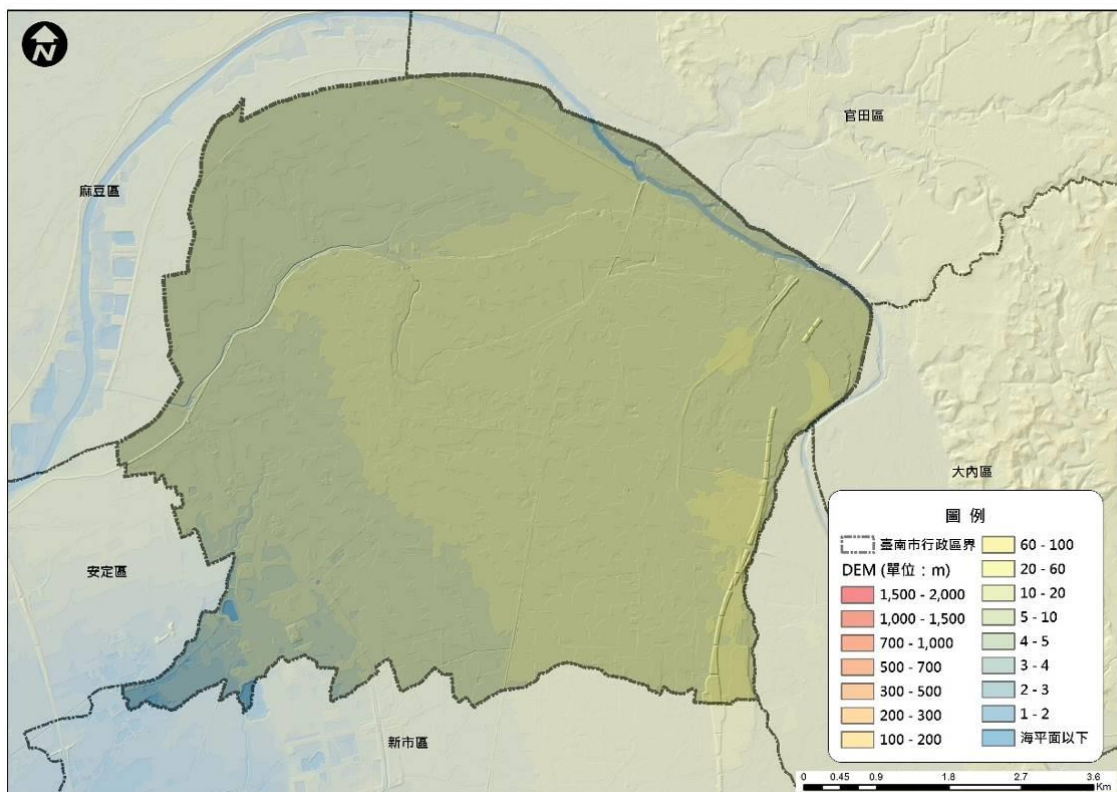 N
官田區
麻豆區
大內區
安定區
新市區
圖 例
臺南市行政區界
DEM (單位：m)
1,500 - 2,000
1,000 - 1,500
700 - 1,000
500 - 700
300 - 500
200 - 300
100 - 200
60 - 100
20 - 60
10 - 20
5 - 10
4 - 5
3 - 4
2 - 3
1 - 2
海平面以下
0 0.45 0.9 1.8 2.7 3.6
Km